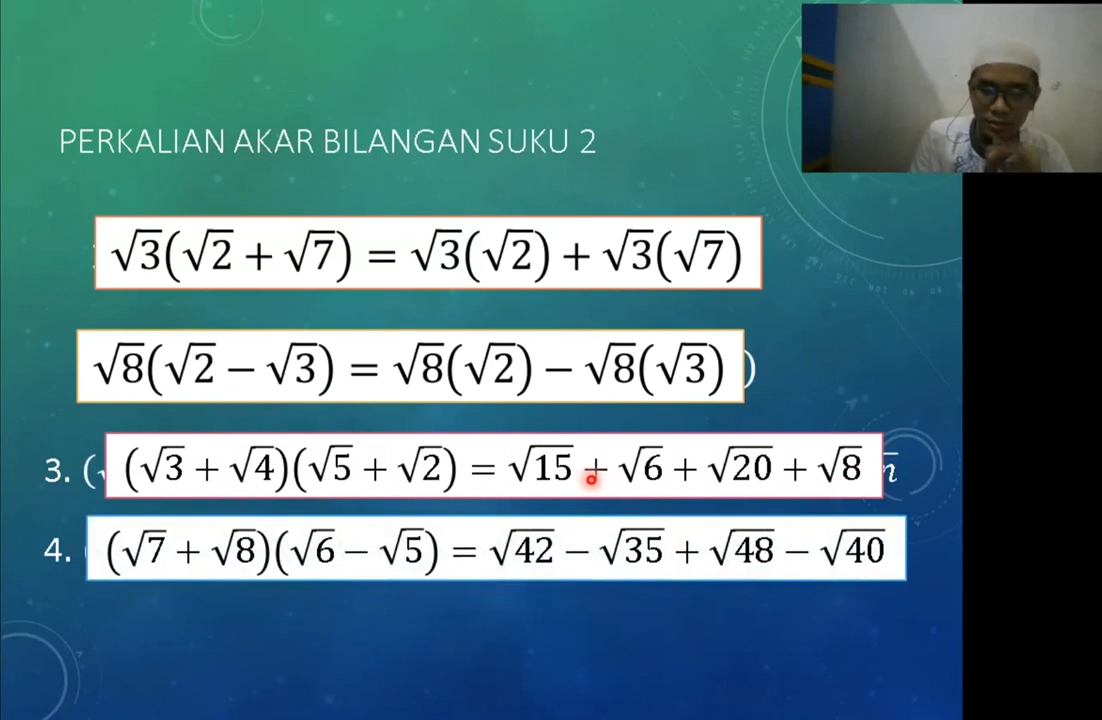 PERKALIAN AKAR BILANGAN SUKU 2
√3(√2 + √7) = √3(√2) + √3(√7)
√8(√2 − √3) = √8(√2) − √8(√3) )
3. ( (√3 + √4)(√5 + √2) = √15 + √6 + √20 + √8
4. (√7 + √8)(√6 − √5) = √42 − √35 + √48 − √40